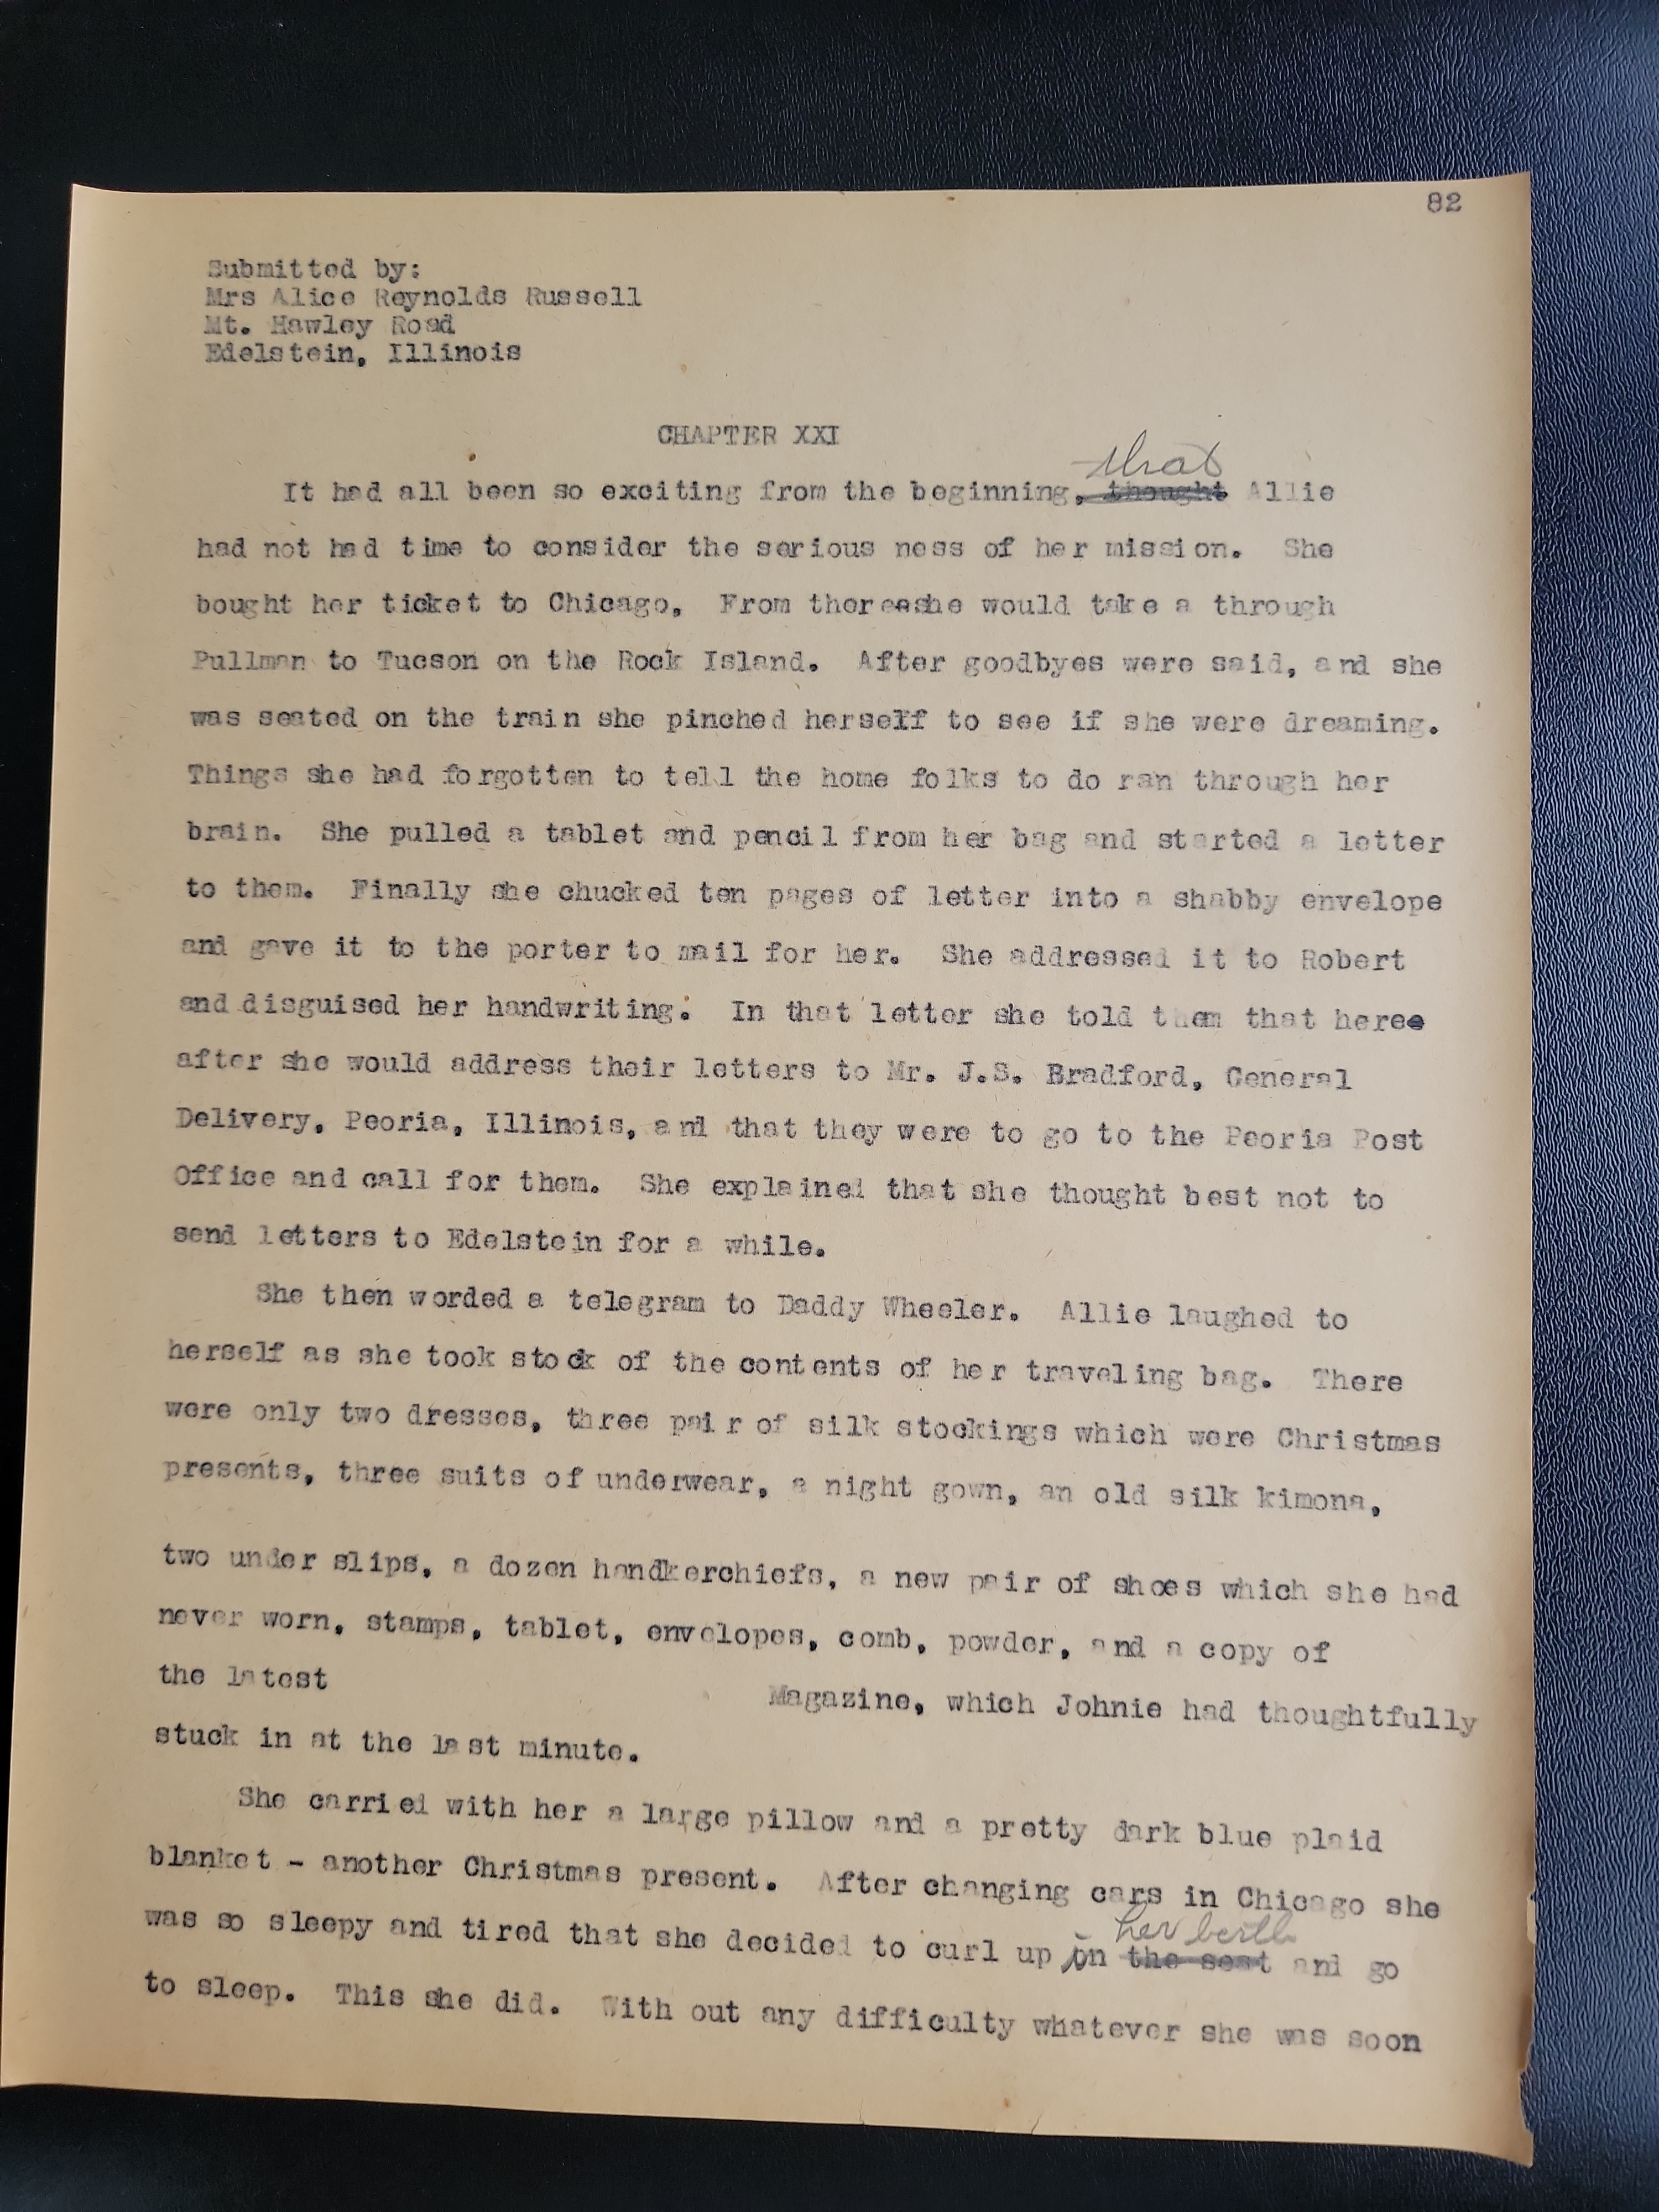 82
Submitted by:
Mrs Alice Reynolds Russell
Mt. Hawley Road
Edelstein, Illinois
CHAPTER XXI
that
It had all been so exciting from the beginning, thought Allie
had not had time to consider the serious ness of her mission. She
bought her ticket to Chicago. From thereeshe would take a through
Pullman to Tucson on the Rock Island. After goodbyes were said, and she
was seated on the train she pinched herself to see if she were dreaming.
Things she had forgotten to tell the home folks to do ran through her
brain. She pulled a tablet and pencil from her bag and started a letter
to them. Finally she chucked ten pages of letter into a shabby envelope
and gave it to the porter to mail for her. She addressed it to Robert
and disguised her handwriting. In that letter she told them that heree
after she would address their letters to Mr. J.S. Bradford, General
Delivery, Peoria, Illinois, and that they were to go to the Peoria Post
Office and call for them. She explained that she thought best not to
send letters to Edelstein for a while.
She then worded a telegram to Daddy Wheeler. Allie laughed to
herself as she took stock of the contents of her traveling bag. There
were only two dresses, three pair of silk stockings which were Christmas
presents, three suits of underwear, a night gown, an old silk kimona,
two under slips, a dozen handkerchiefs, a new pair of shoes which she had
never worn, stamps, tablet, envelopes, comb, powder, and a copy of
the latest Magazine, which Johnie had thoughtfully
stuck in at the last minute.
She carried with her a large pillow and a pretty dark blue plaid
blanket - another Christmas present. After changing cars in Chicago she
her berth
was so sleepy and tired that she decided to curl up in the seat and go
to sleep. This she did. With out any difficulty whatever she was soon